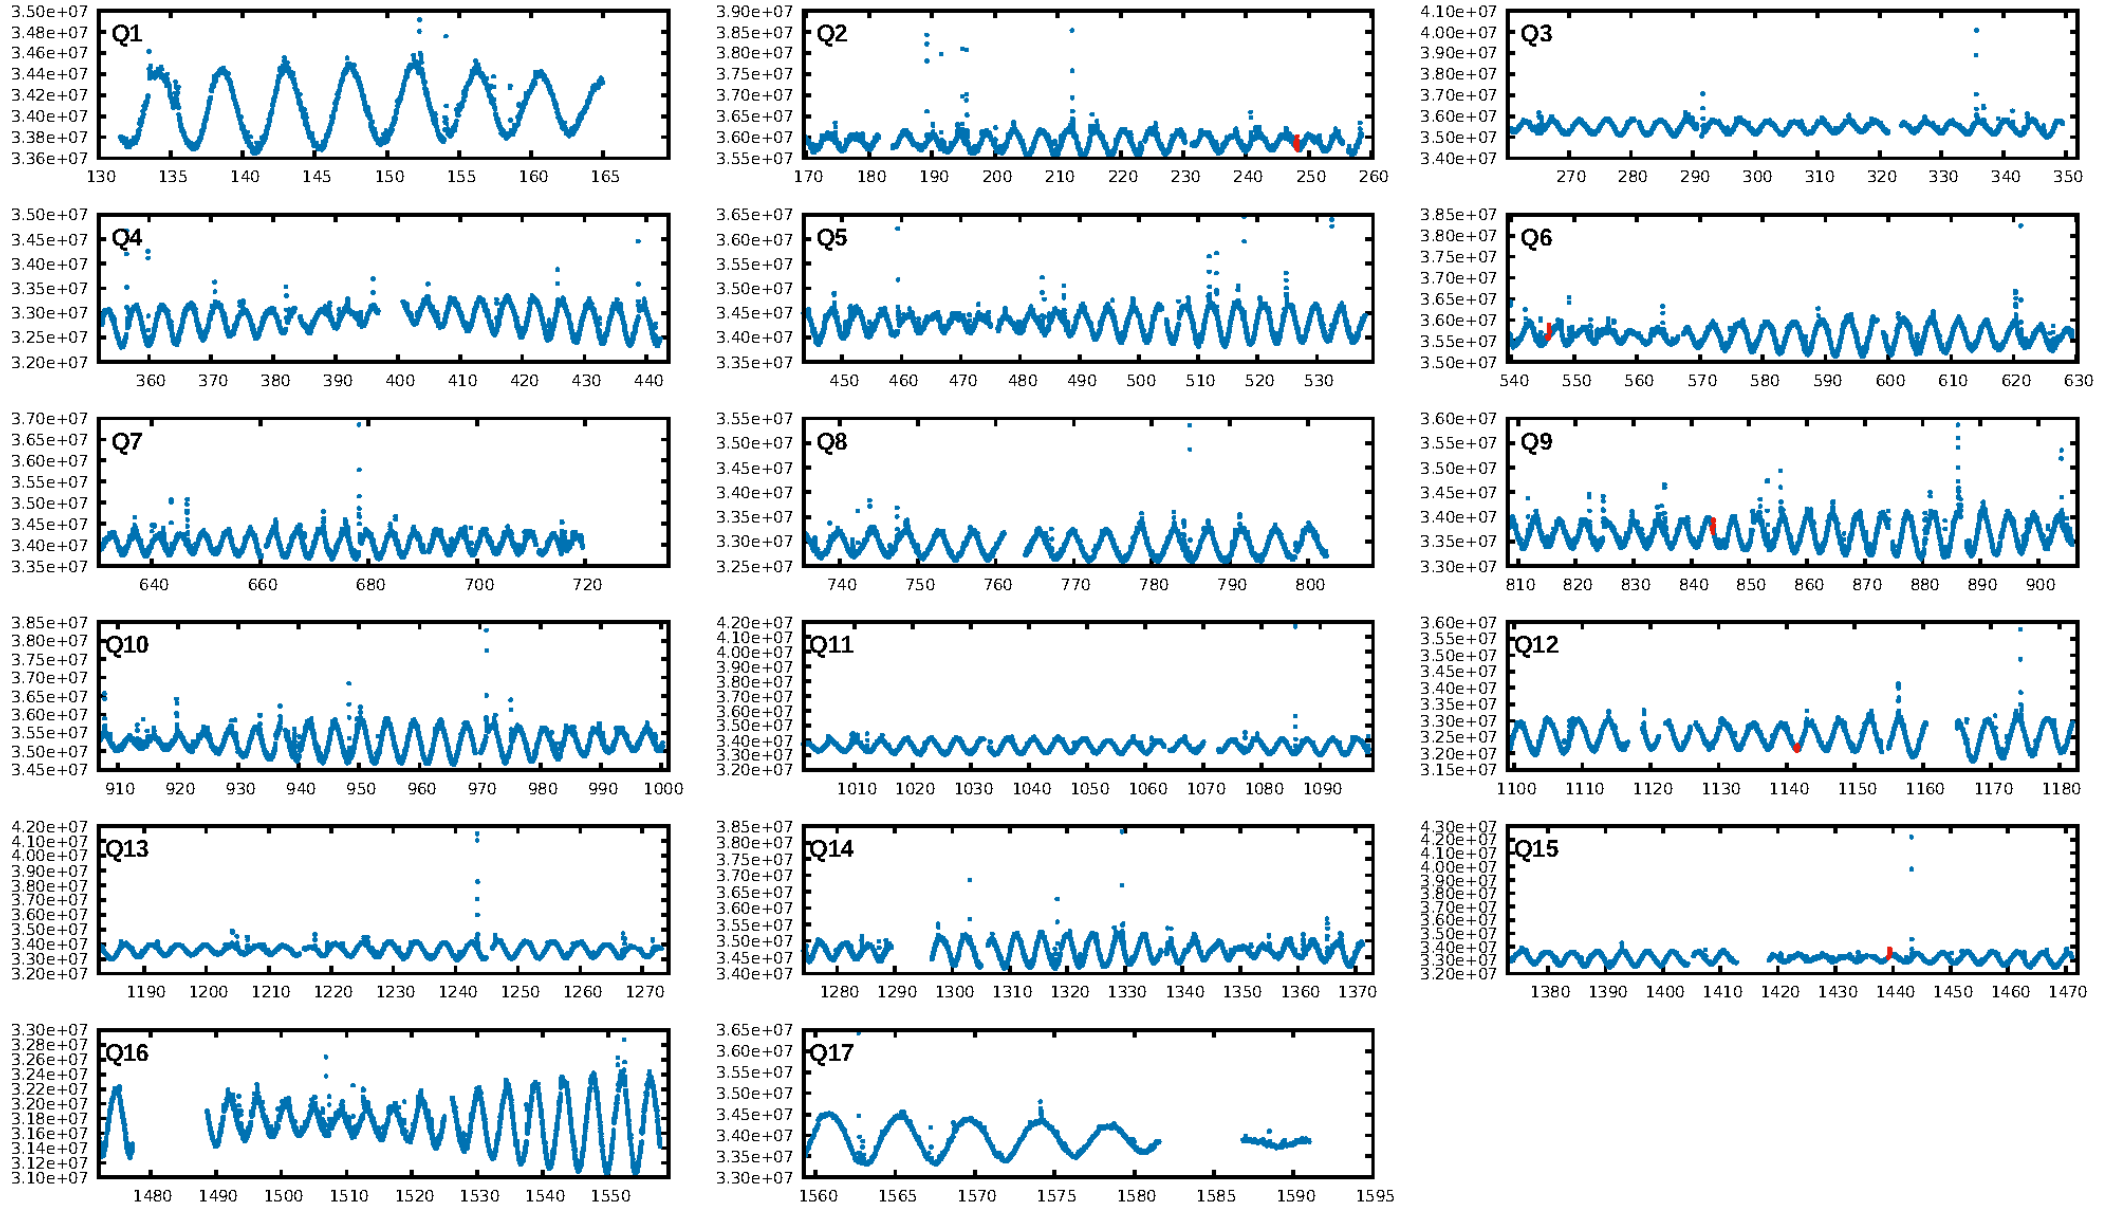 Q1
3.50e+07
3.48e+07
3.46e+07
3.44e+07
3.42e+07
3.40e+07
3.38e+07
3.36e+07
130 135 140 145 150 155 160 165
Q2
3.90e+07
3.85e+07
3.80e+07
3.75e+07
3.70e+07
3.65e+07
3.60e+07
3.55e+07
170 180 190 200 210 220 230 240 250 260
Q3
4.10e+07
4.00e+07
3.90e+07
3.80e+07
3.70e+07
3.60e+07
3.50e+07
3.40e+07
270 280 290 300 310 320 330 340 350
Q4
3.50e+07
3.45e+07
3.40e+07
3.35e+07
3.30e+07
3.25e+07
3.20e+07
360 370 380 390 400 410 420 430 440
Q5
3.65e+07
3.60e+07
3.55e+07
3.50e+07
3.45e+07
3.40e+07
3.35e+07
450 460 470 480 490 500 510 520 530
Q6
3.85e+07
3.80e+07
3.75e+07
3.70e+07
3.65e+07
3.60e+07
3.55e+07
3.50e+07
540 550 560 570 580 590 600 610 620 630
Q7
3.70e+07
3.65e+07
3.60e+07
3.55e+07
3.50e+07
3.45e+07
3.40e+07
3.35e+07
640 660 680 700 720
Q8
3.55e+07
3.50e+07
3.45e+07
3.40e+07
3.35e+07
3.30e+07
3.25e+07
740 750 760 770 780 790 800
Q9
3.60e+07
3.55e+07
3.50e+07
3.45e+07
3.40e+07
3.35e+07
3.30e+07
810 820 830 840 850 860 870 880 890 900
Q10
3.85e+07
3.80e+07
3.75e+07
3.70e+07
3.65e+07
3.60e+07
3.55e+07
3.50e+07
3.45e+07
910 920 930 940 950 960 970 980 990 1000
Q11
4.20e+07
4.10e+07
4.00e+07
3.90e+07
3.80e+07
3.70e+07
3.60e+07
3.50e+07
3.40e+07
3.30e+07
3.20e+07
1010 1020 1030 1040 1050 1060 1070 1080 1090
Q12
3.60e+07
3.55e+07
3.50e+07
3.45e+07
3.40e+07
3.35e+07
3.30e+07
3.25e+07
3.20e+07
3.15e+07
1100 1110 1120 1130 1140 1150 1160 1170 1180
Q13
4.20e+07
4.10e+07
4.00e+07
3.90e+07
3.80e+07
3.70e+07
3.60e+07
3.50e+07
3.40e+07
3.30e+07
3.20e+07
1190 1200 1210 1220 1230 1240 1250 1260 1270
Q14
3.85e+07
3.80e+07
3.75e+07
3.70e+07
3.65e+07
3.60e+07
3.55e+07
3.50e+07
3.45e+07
3.40e+07
1280 1290 1300 1310 1320 1330 1340 1350 1360 1370
Q15
4.30e+07
4.20e+07
4.10e+07
4.00e+07
3.90e+07
3.80e+07
3.70e+07
3.60e+07
3.50e+07
3.40e+07
3.30e+07
3.20e+07
1380 1390 1400 1410 1420 1430 1440 1450 1460 1470
Q16
3.30e+07
3.28e+07
3.26e+07
3.24e+07
3.22e+07
3.20e+07
3.18e+07
3.16e+07
3.14e+07
3.12e+07
3.10e+07
1480 1490 1500 1510 1520 1530 1540 1550
Q17
3.65e+07
3.60e+07
3.55e+07
3.50e+07
3.45e+07
3.40e+07
3.35e+07
3.30e+07
1560 1565 1570 1575 1580 1585 1590 1595